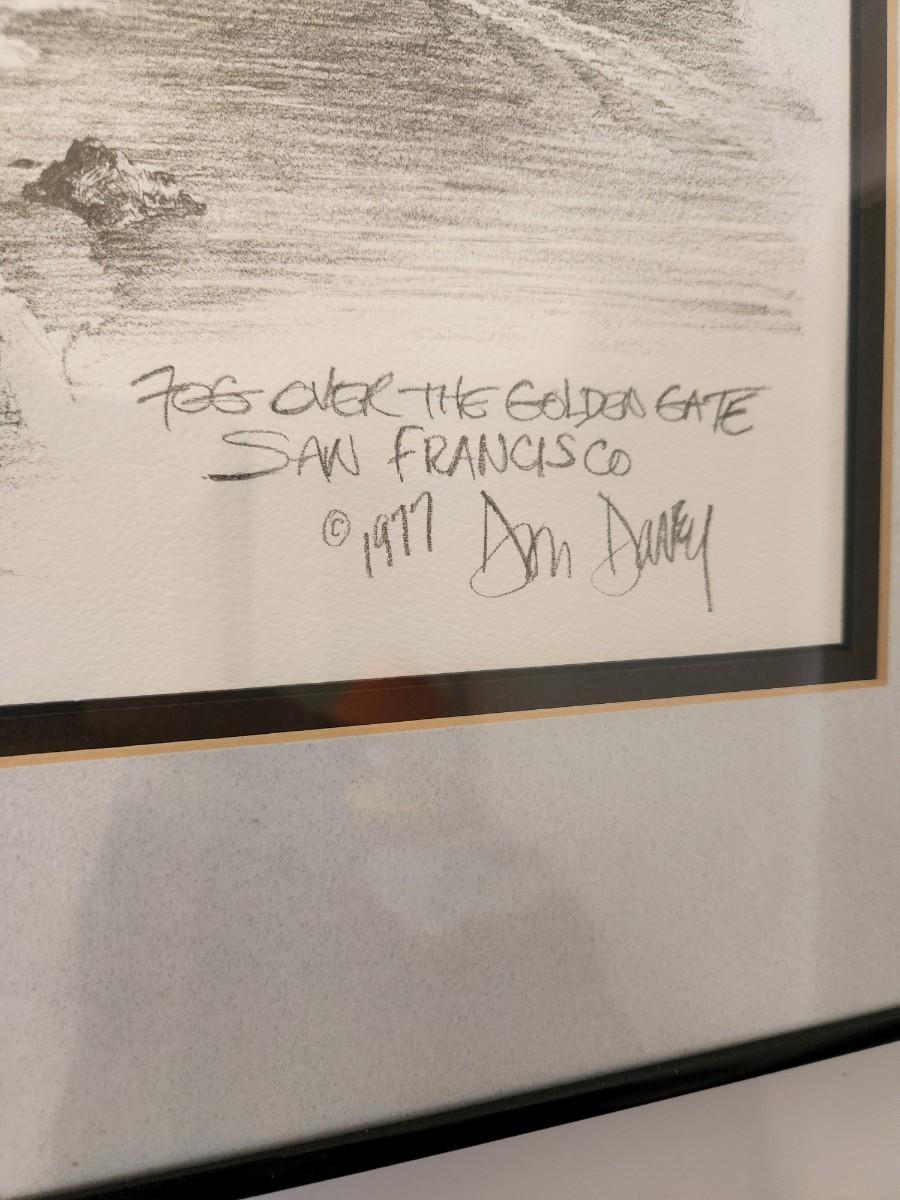 FOG OVER THE GOLDEN GATE
SAN FRANCISCO
© 1977 Don Davey